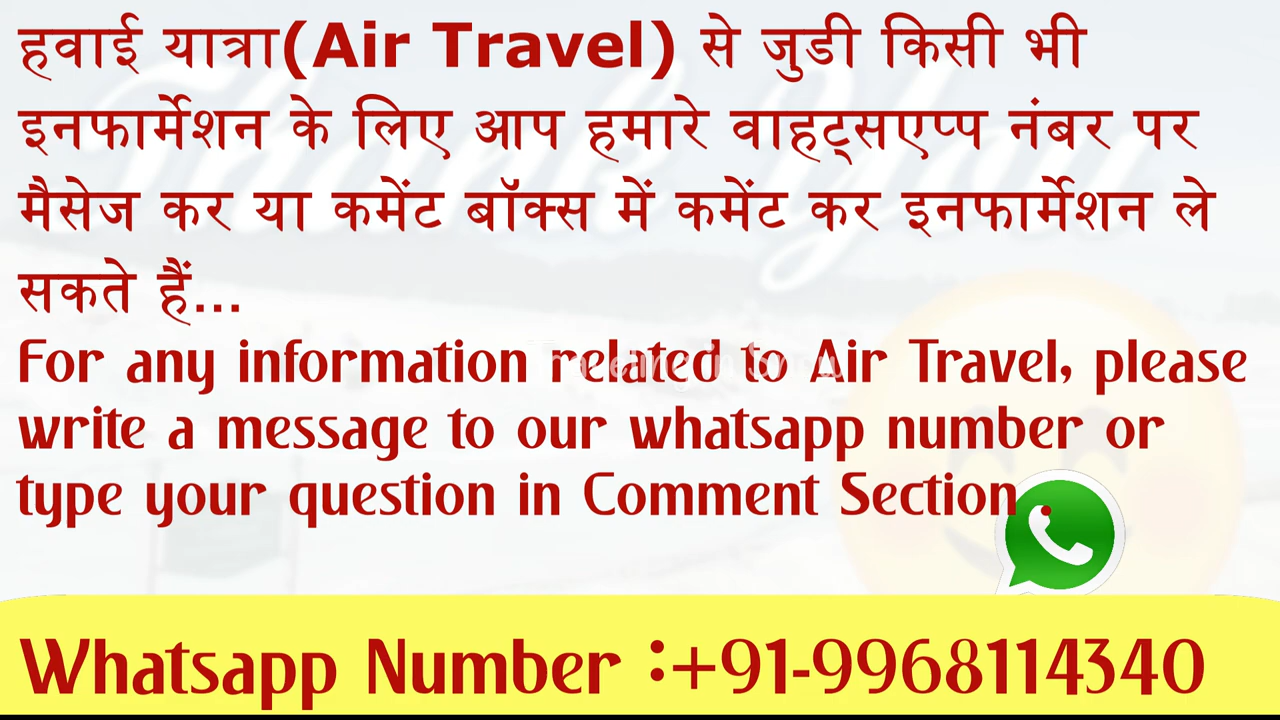 हवाई यात्रा(Air Travel) से जुडी किसी भी
इनफार्मेशन के लिए आप हमारे वाहट्सएप्प नंबर पर
मैसेज कर या कमेंट बॉक्स में कमेंट कर इनफार्मेशन ले
सकते हैं...
For any information related to Air Travel, please
write a message to our whatsapp number or
type your question in Comment Section.
Whatsapp Number :+91-9968114340
Thank You